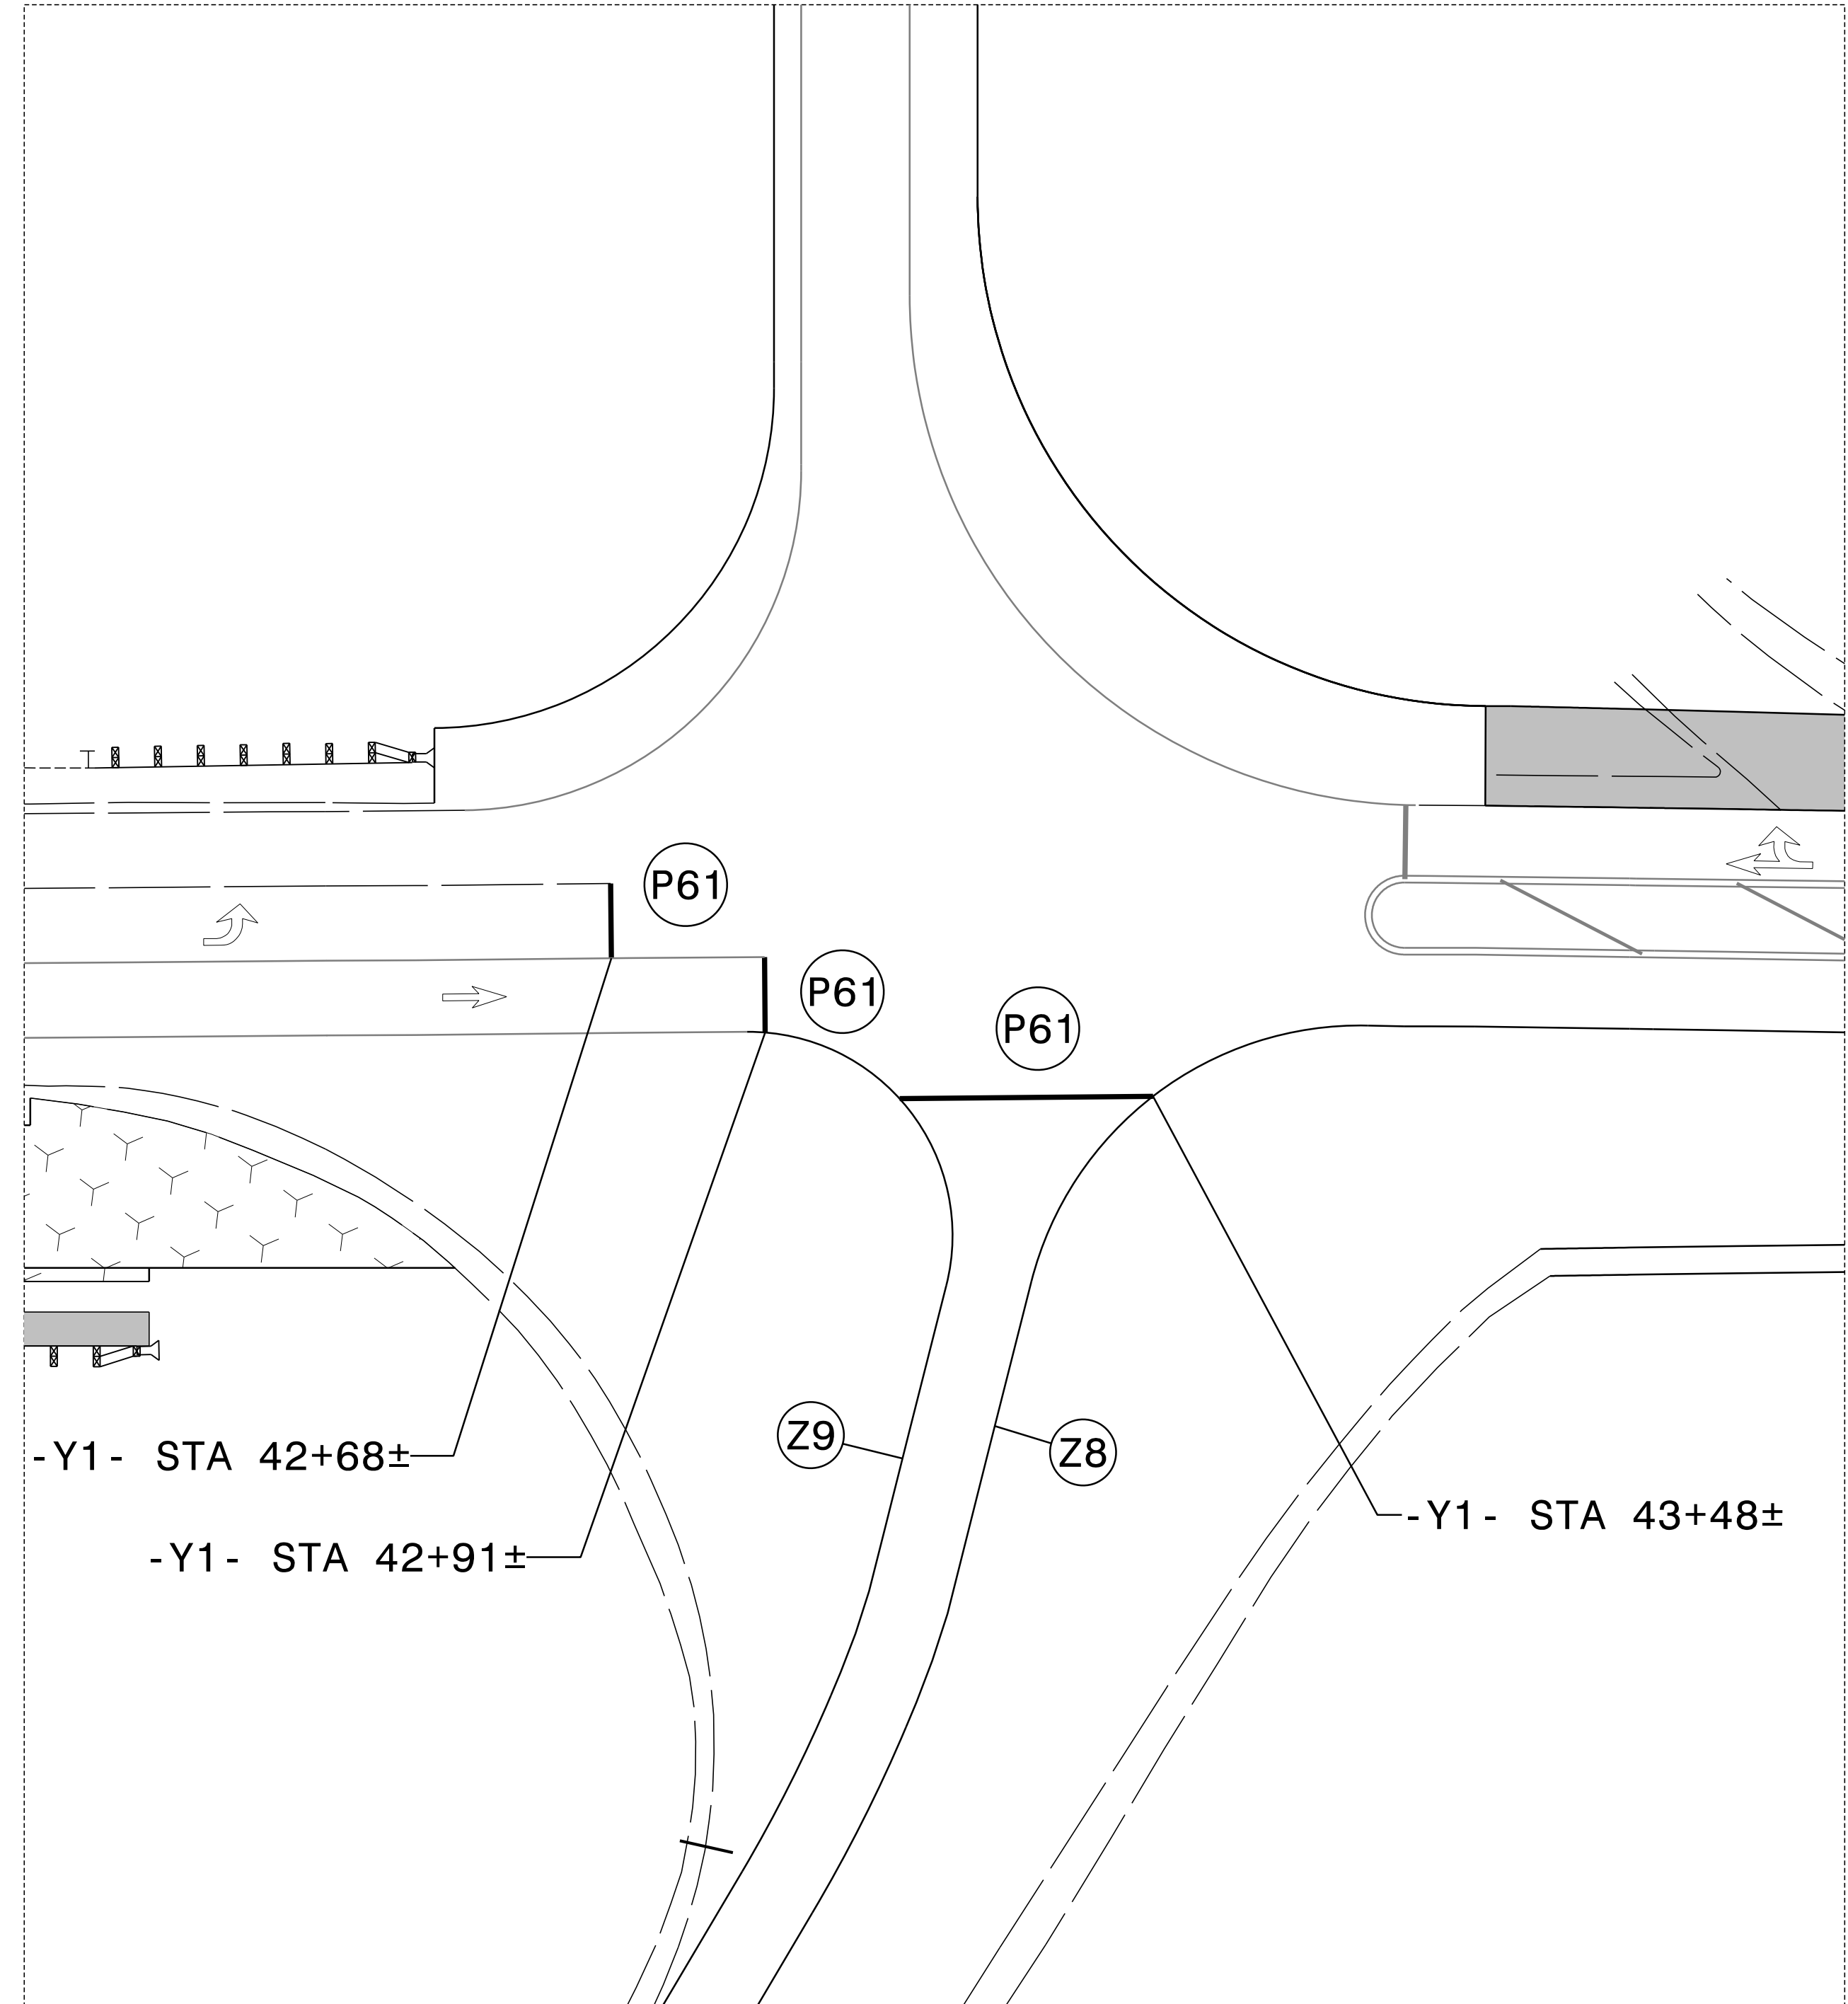 P61
P61
P61
Z9
Z8
-Y1- STA 42+68±
-Y1- STA 43+48±
-Y1- STA 42+91±